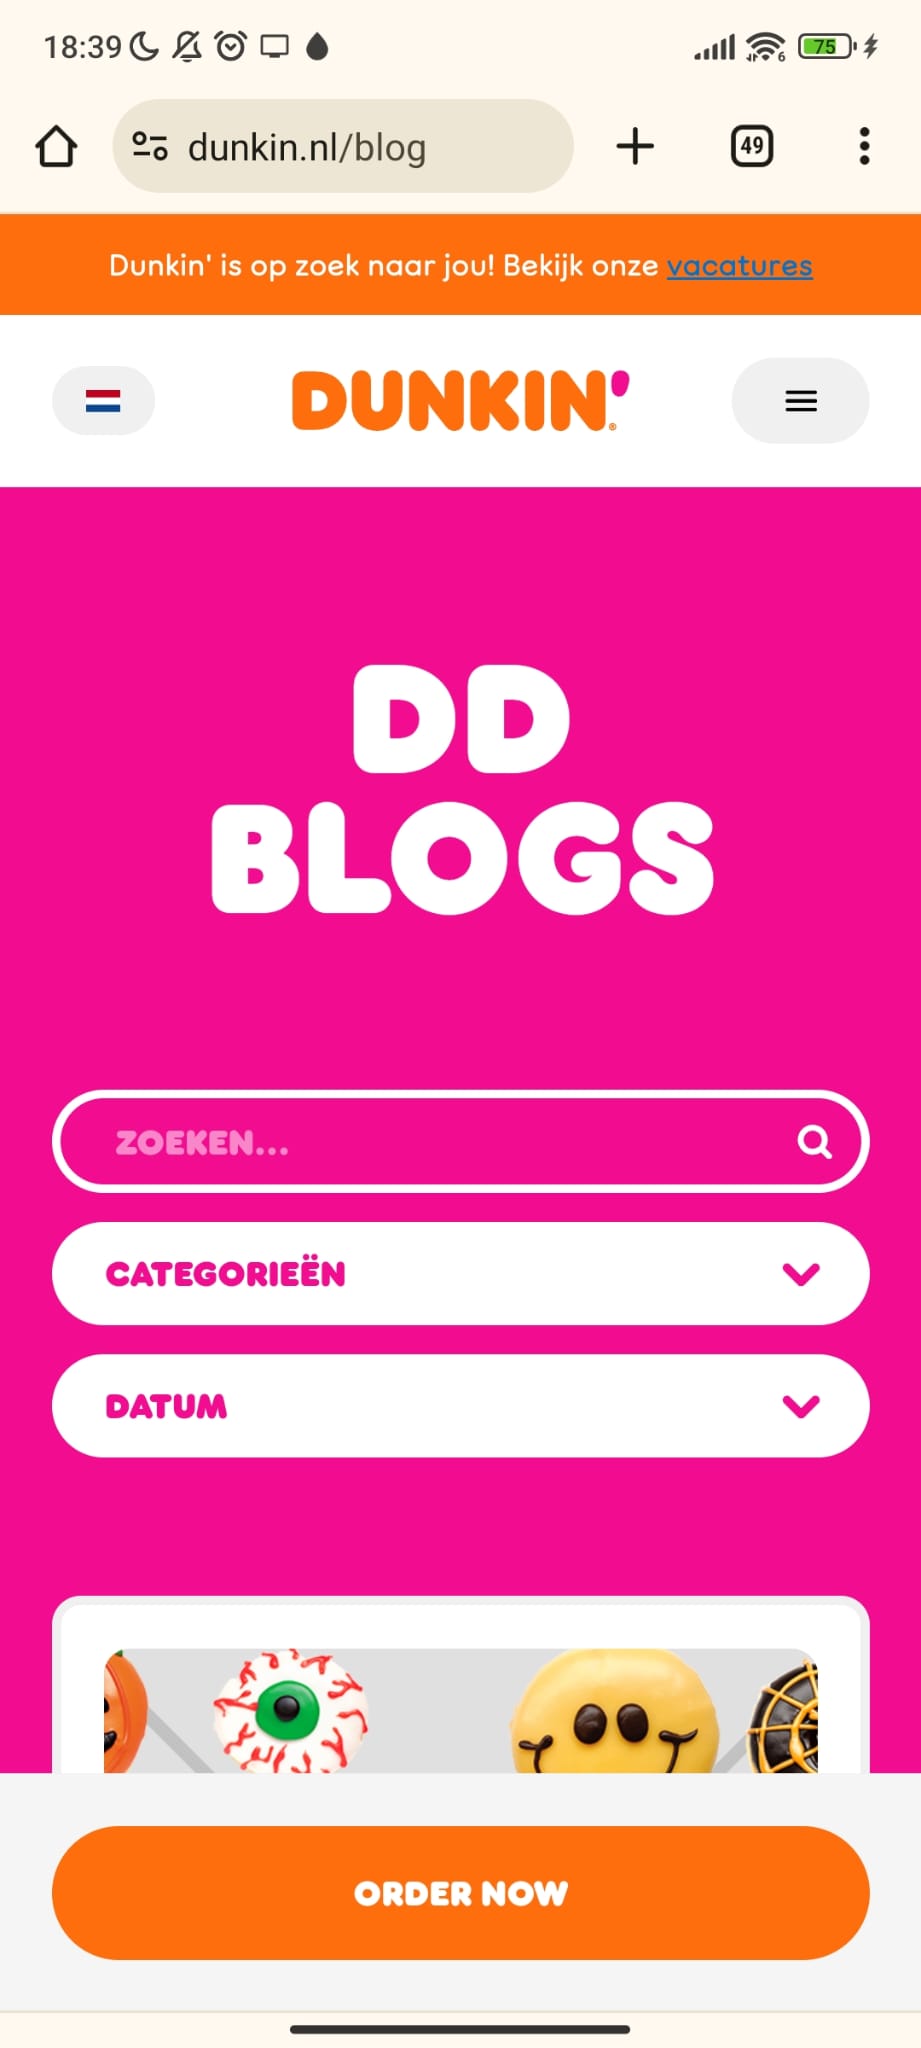 18:39 6 75
dunkin.nl/blog 49
Dunkin' is op zoek naar jou! Bekijk onze vacatures
DUNKIN'®
DD
BLOGS
ZOEKEN...
CATEGORIEËN
DATUM
ORDER NOW